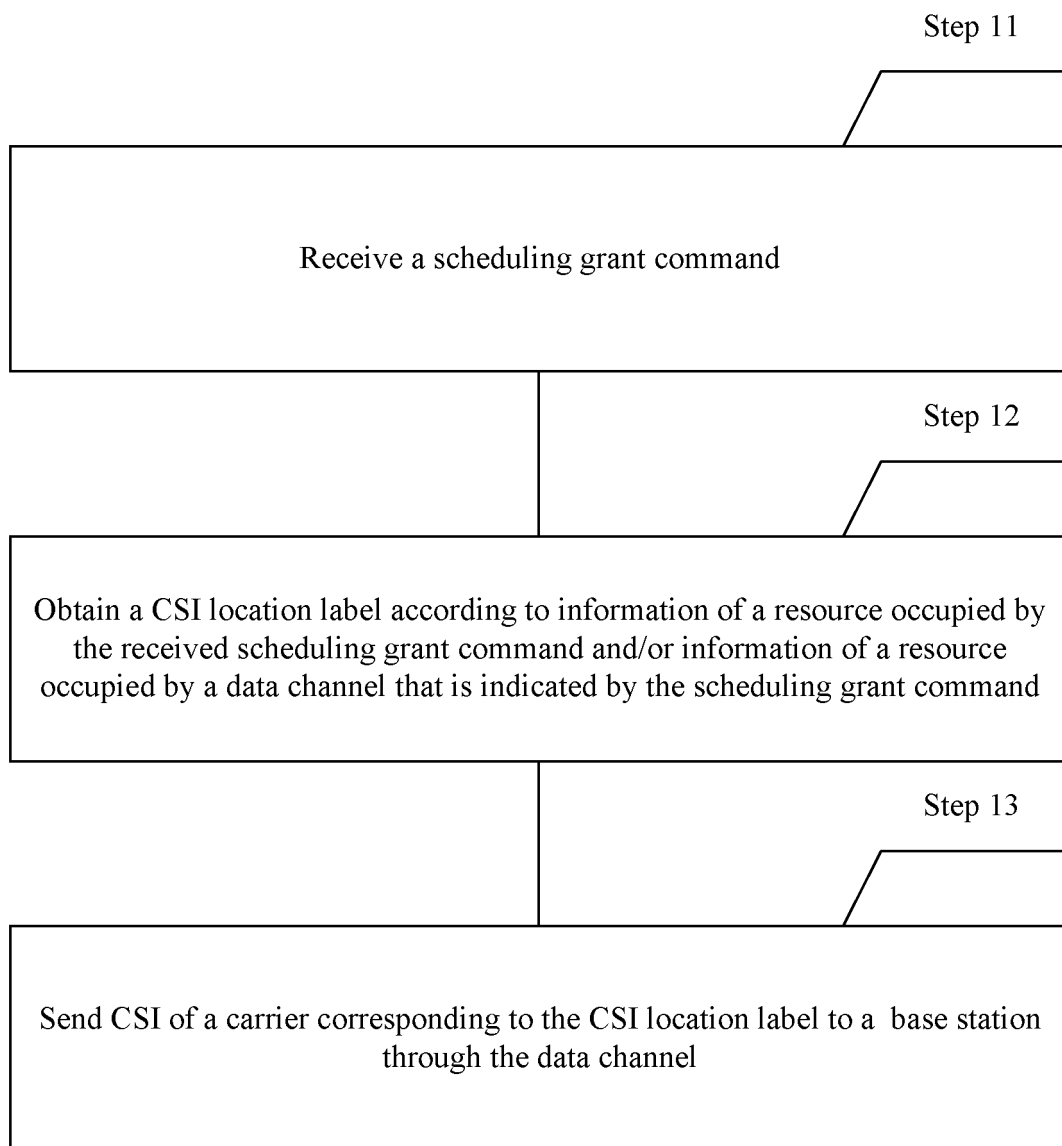 Step 11
Receive a scheduling grant command
Step 12
Obtain a CSI location label according to information of a resource occupied by
the received scheduling grant command and/or information of a resource
occupied by a data channel that is indicated by the scheduling grant command
Step 13
Send CSI of a carrier corresponding to the CSI location label to a base station
through the data channel